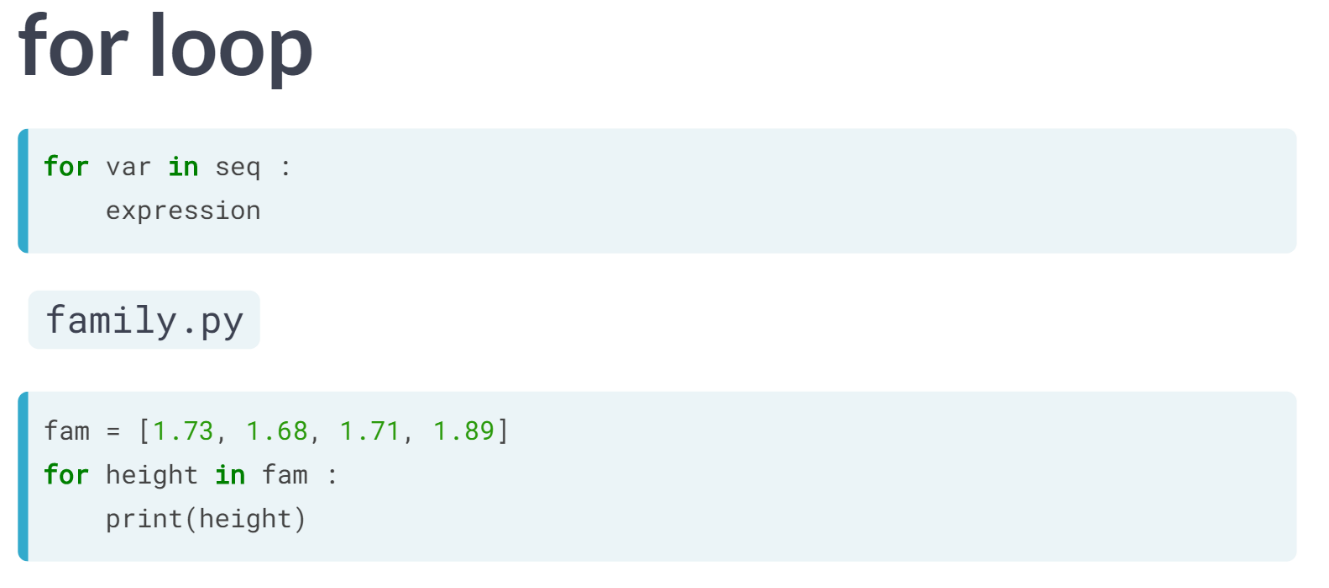 for loop
for var in seq :
    expression
family.py
fam = [1.73, 1.68, 1.71, 1.89]
for height in fam :
    print(height)